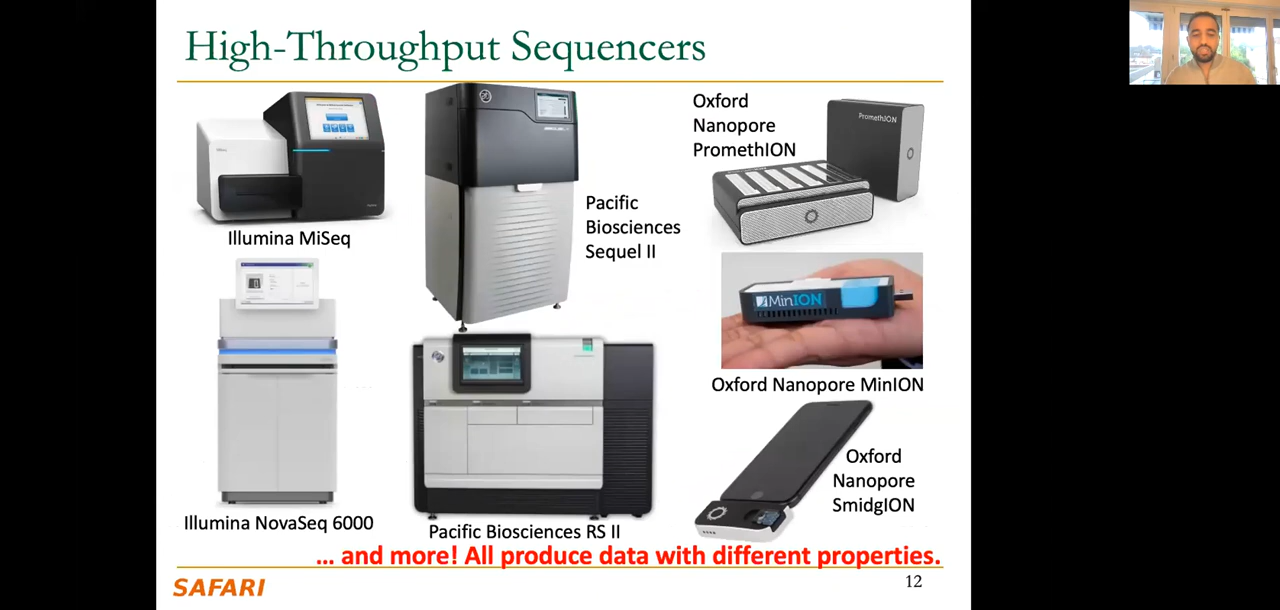 High-Throughput Sequencers
Illumina MiSeq
Pacific
Biosciences
Sequel II
Oxford
Nanopore
PromethION
PromethION
MinION
Oxford Nanopore MinION
Illumina NovaSeq 6000
Pacific Biosciences RS II
Oxford
Nanopore
SmidgION
... and more! All produce data with different properties.
SAFARI
12